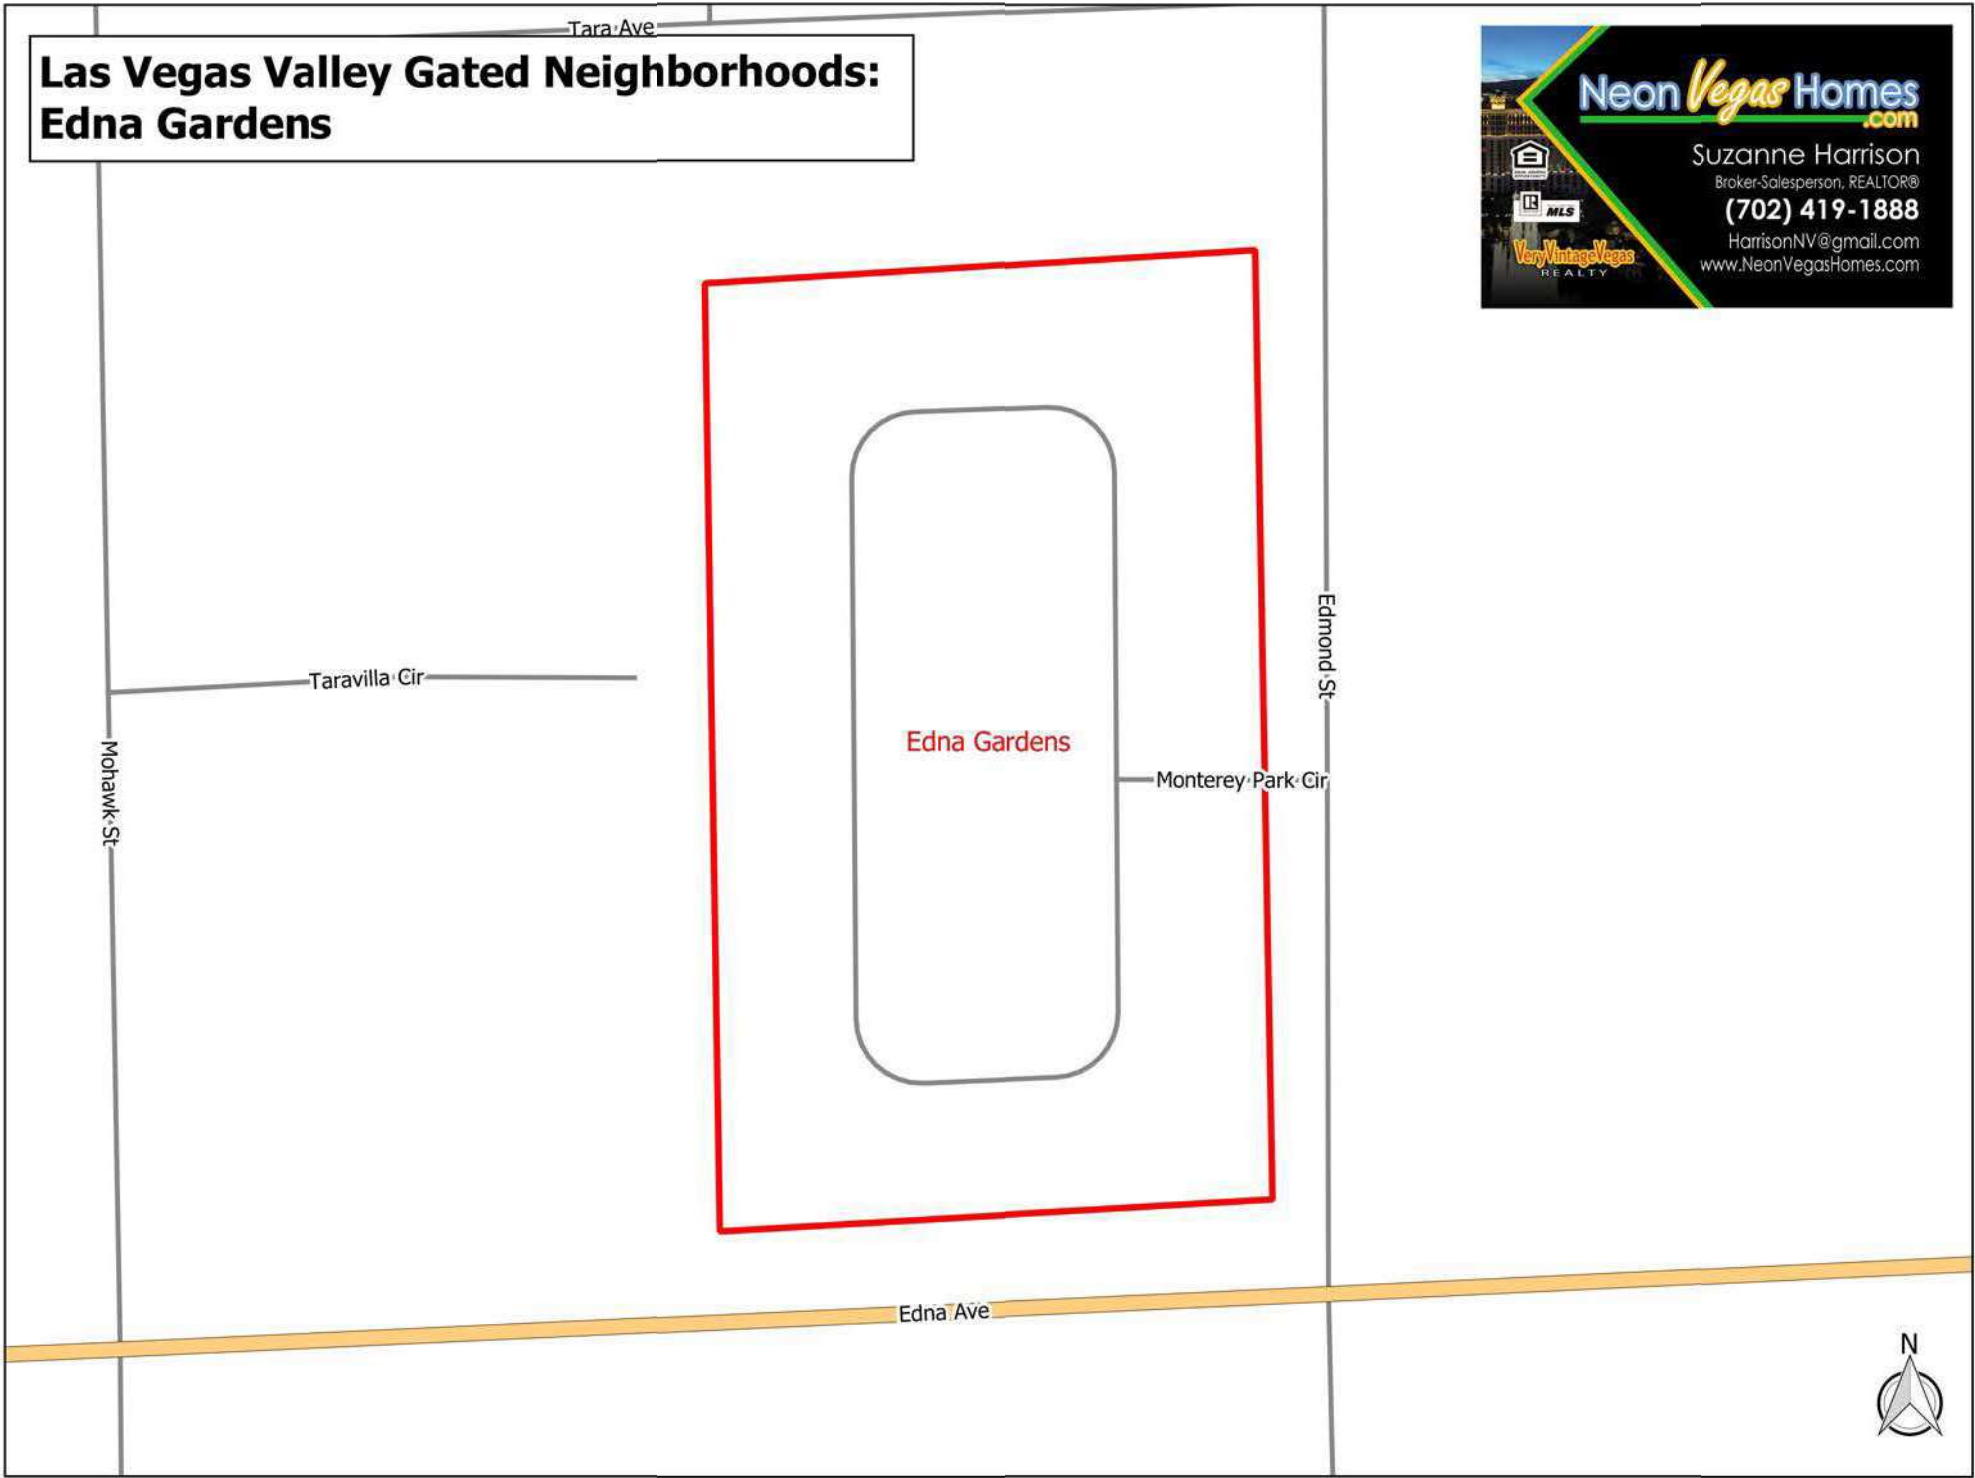 Tara Ave
Las Vegas Valley Gated Neighborhoods:
Edna Gardens
Neon Vegas Homes
.com
Suzanne Harrison
Broker-Salesperson, REALTOR®
(702) 419-1888
HarrisonNV@gmail.com
www.NeonVegasHomes.com
R
MLS
VeryVintageVegas
REALTY
Edmond St
Taravilla Cir
Mohawk St
Edna Gardens
Monterey Park Cir
Edna Ave
N